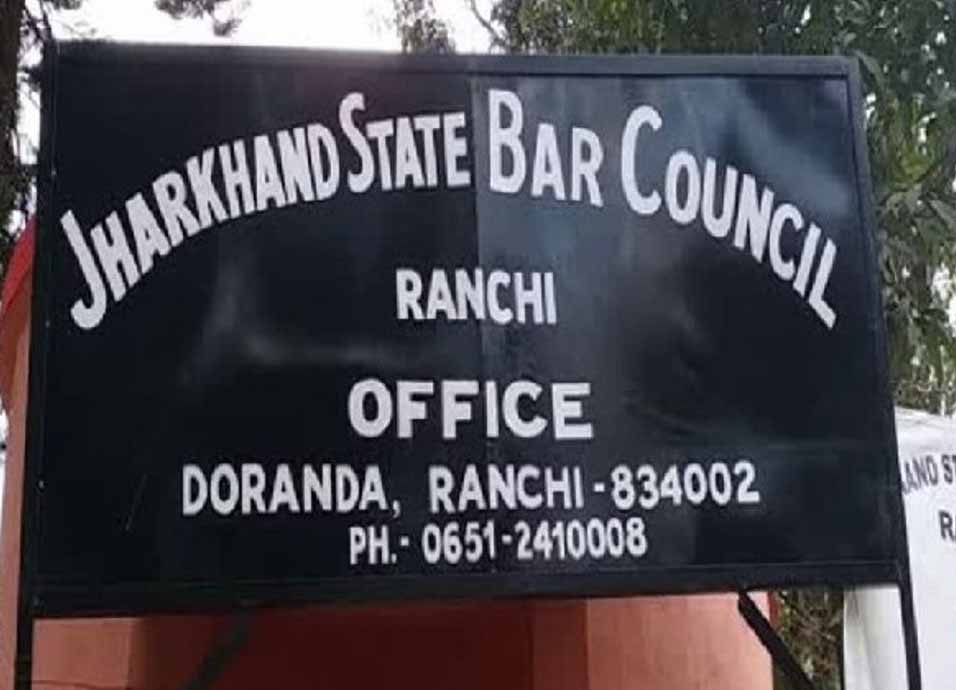 JHARKHAND STATE BAR COUNCIL
RANCHI
OFFICE
DORANDA, RANCHI-834002
PH.- 0651-2410008